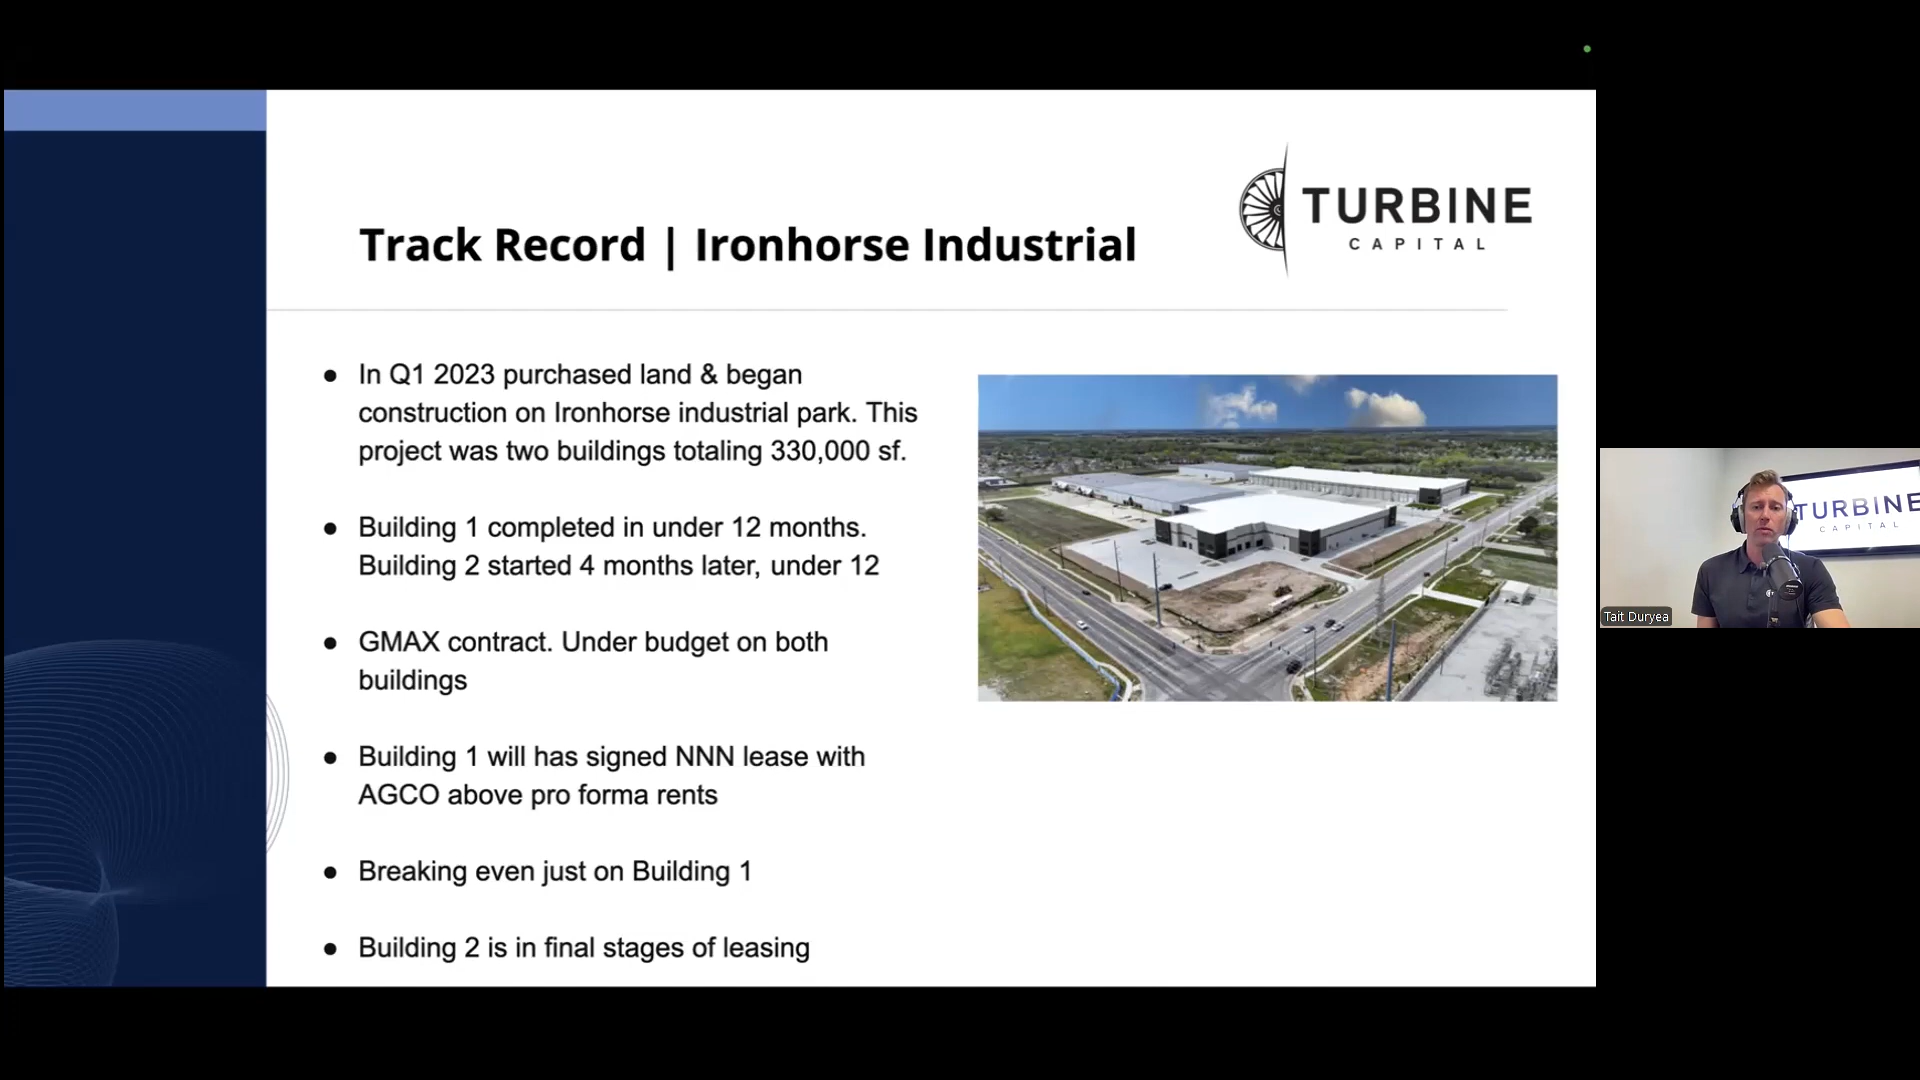 TURBINE
CAPITAL
Track Record | Ironhorse Industrial
● In Q1 2023 purchased land & began
construction on Ironhorse industrial park. This
project was two buildings totaling 330,000 sf.
● Building 1 completed in under 12 months.
Building 2 started 4 months later, under 12
● GMAX contract. Under budget on both
buildings
● Building 1 will has signed NNN lease with
AGCO above pro forma rents
● Breaking even just on Building 1
● Building 2 is in final stages of leasing
TURBINE
CAPITAL
Tait Duryea